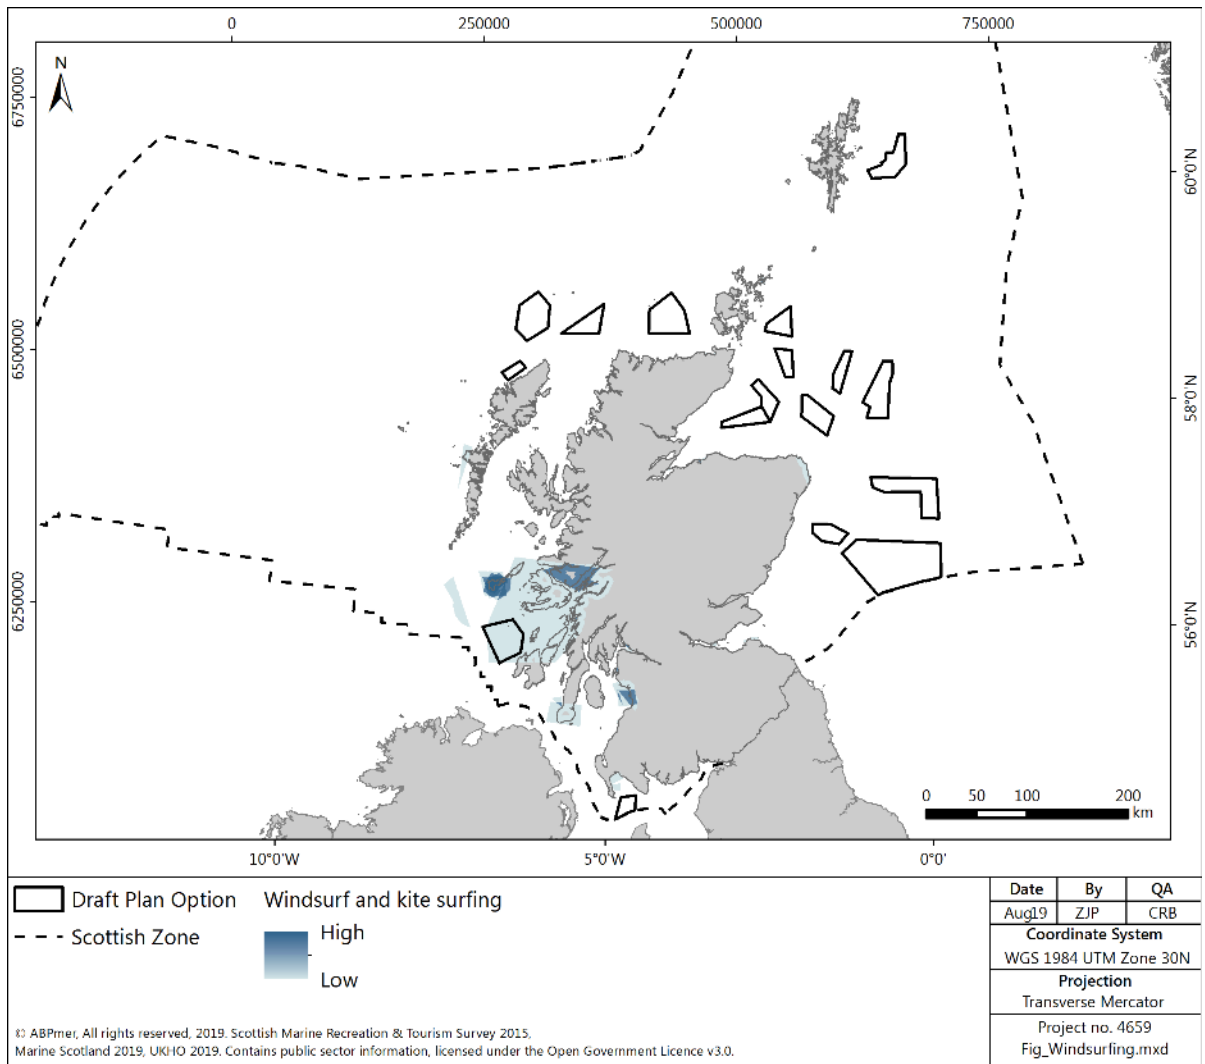 0 250000 500000 750000
N
6750000
6500000
6250000
60°0'N
58°0'N
56°0'N
0 50 100 200
km
10°0'W 5°0'W 0°0'
Draft Plan Option
Scottish Zone
Windsurf and kite surfing
High
Low
Date By QA
Aug19 ZJP CRB
Coordinate System
WGS 1984 UTM Zone 30N
Projection
Transverse Mercator
Project no. 4659
Fig_Windsurfing.mxd
© ABPmer, All rights reserved, 2019. Scottish Marine Recreation & Tourism Survey 2015,
Marine Scotland 2019, UKHO 2019. Contains public sector information, licensed under the Open Government Licence v3.0.